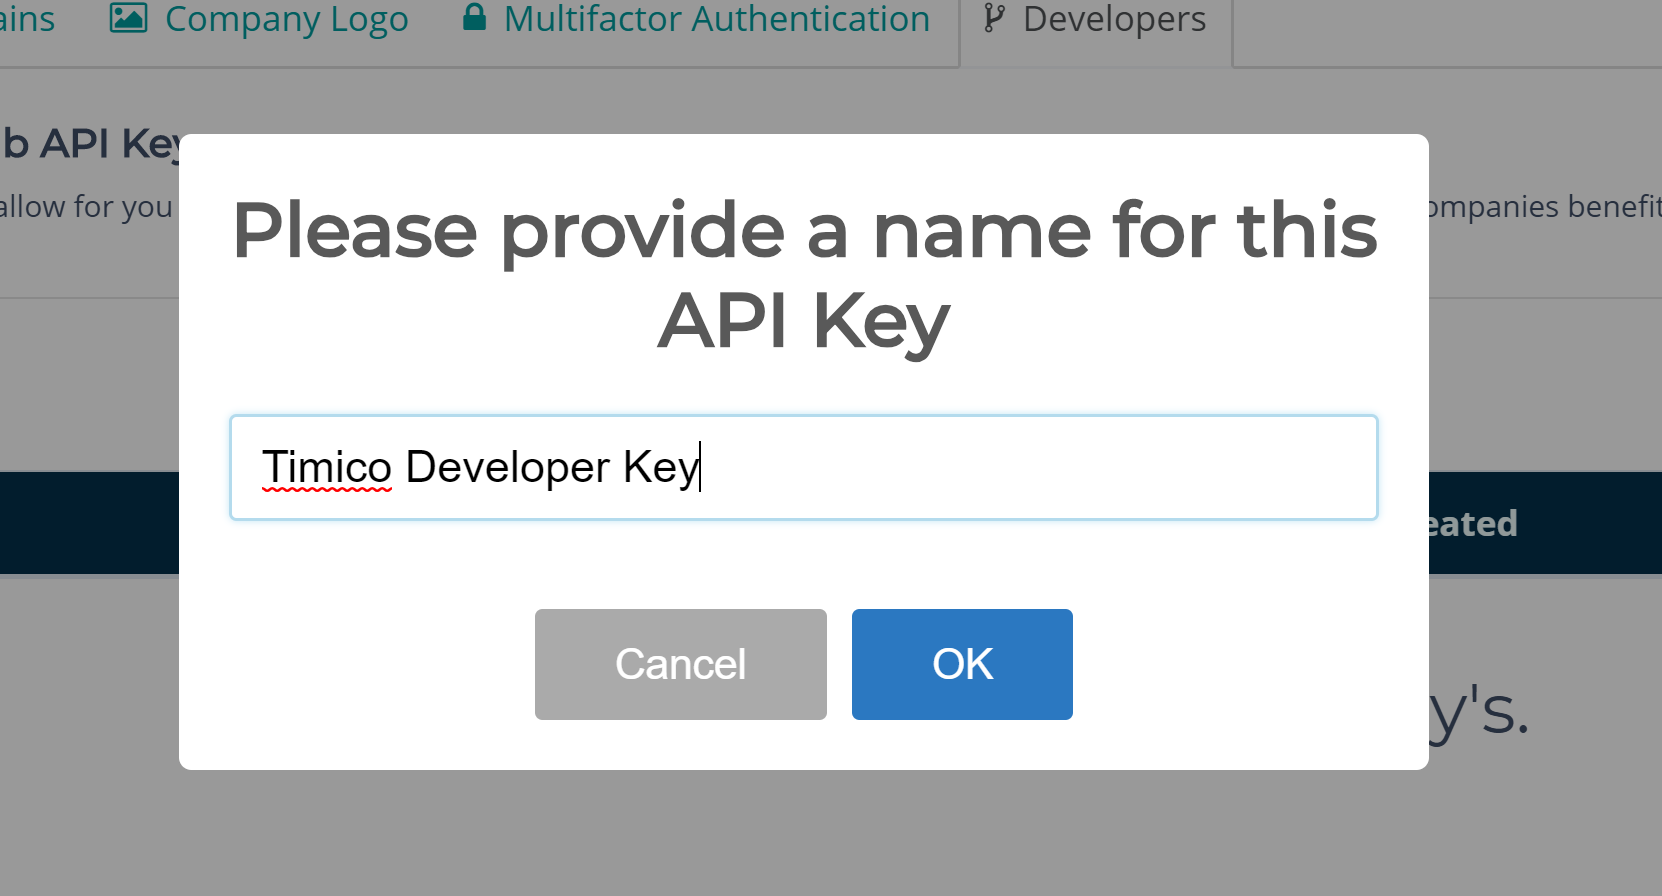 ains Company Logo Multifactor Authentication Developers
b API Key
allow for you ompanies benefit
Please provide a name for this
API Key
Timico Developer Key
eated
Cancel OK
y's.